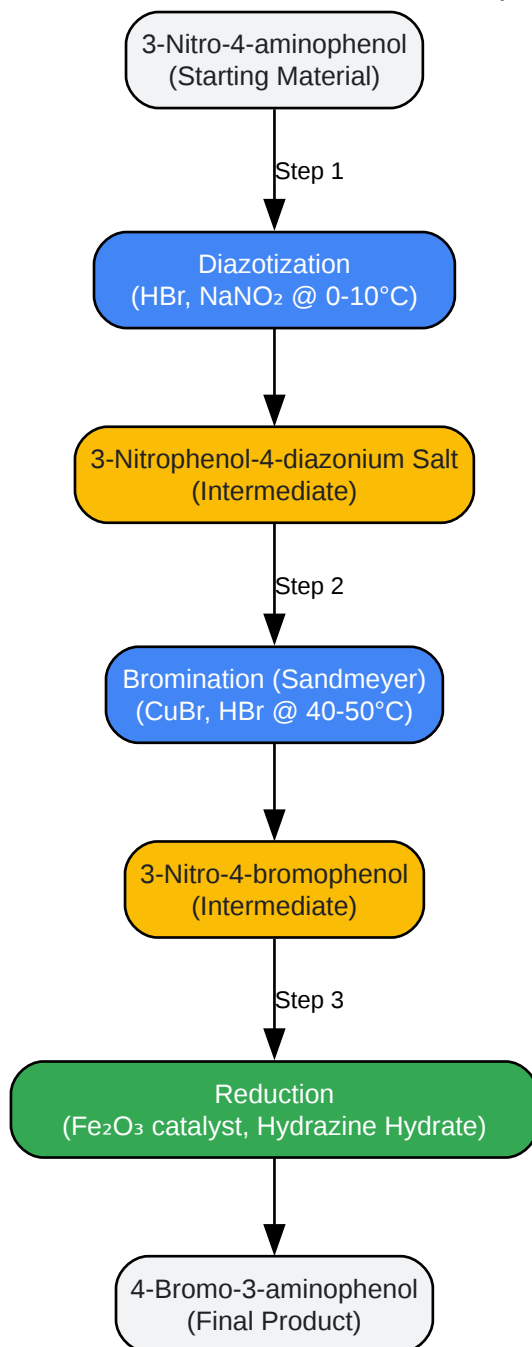 3-Nitro-4-aminophenol
(Starting Material)
Step 1
Diazotization
(HBr, NaNO₂ @ 0-10°C)
3-Nitrophenol-4-diazonium Salt
(Intermediate)
Step 2
Bromination (Sandmeyer)
(CuBr, HBr @ 40-50°C)
3-Nitro-4-bromophenol
(Intermediate)
Step 3
Reduction
(Fe₂O₃ catalyst, Hydrazine Hydrate)
4-Bromo-3-aminophenol
(Final Product)